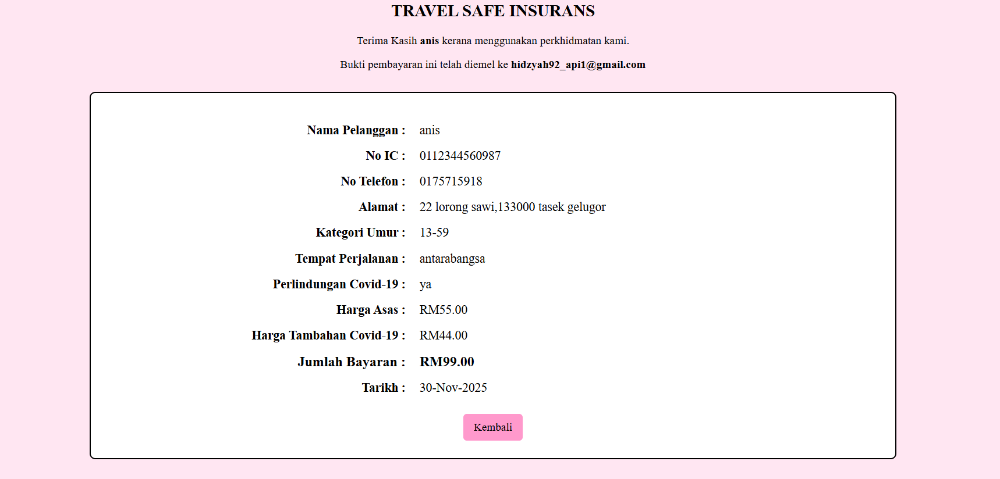 TRAVEL SAFE INSURANS
Terima Kasih anis kerana menggunakan perkhidmatan kami.
Bukti pembayaran ini telah diemel ke hidzyah92_api1@gmail.com
Nama Pelanggan : anis
No IC : 0112344560987
No Telefon : 0175715918
Alamat : 22 lorong sawi,133000 tasek gelugor
Kategori Umur : 13-59
Tempat Perjalanan : antarabangsa
Perlindungan Covid-19 : ya
Harga Asas : RM55.00
Harga Tambahan Covid-19 : RM44.00
Jumlah Bayaran : RM99.00
Tarikh : 30-Nov-2025
Kembali